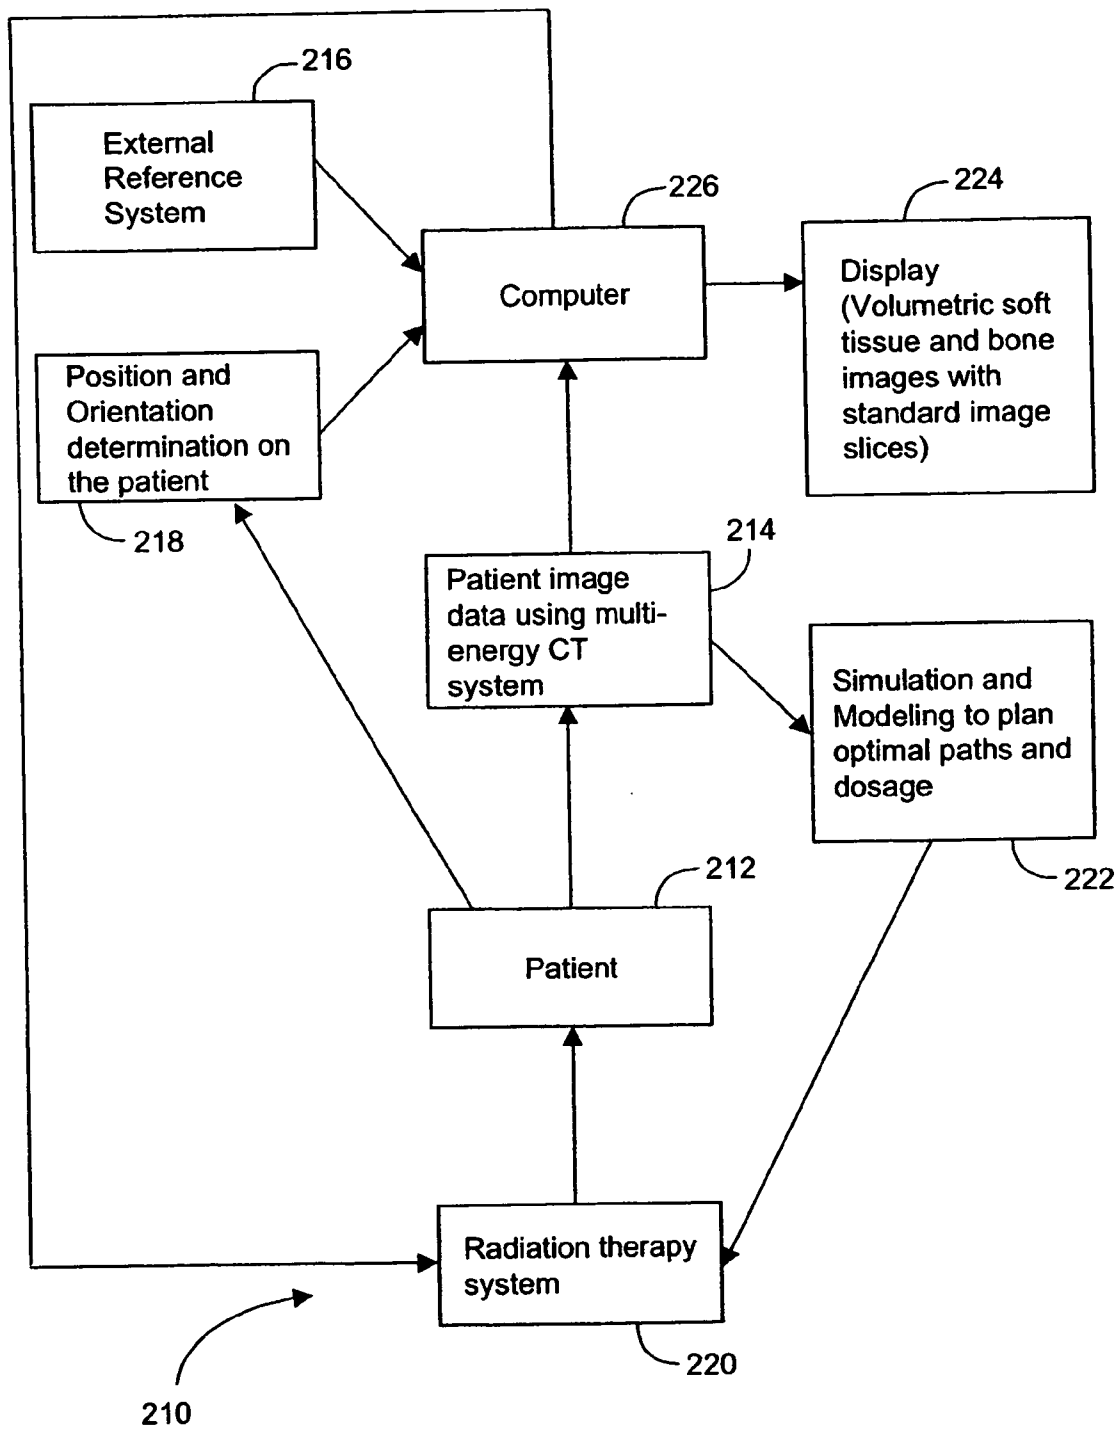 216
External
Reference
System
226
224
Computer
Display
(Volumetric soft
tissue and bone
images with
standard image
slices)
Position and
Orientation
determination on
the patient
218
214
Patient image
data using multi-
energy CT
system
Simulation and
Modeling to plan
optimal paths and
dosage
222
212
Patient
Radiation therapy
system
220
210